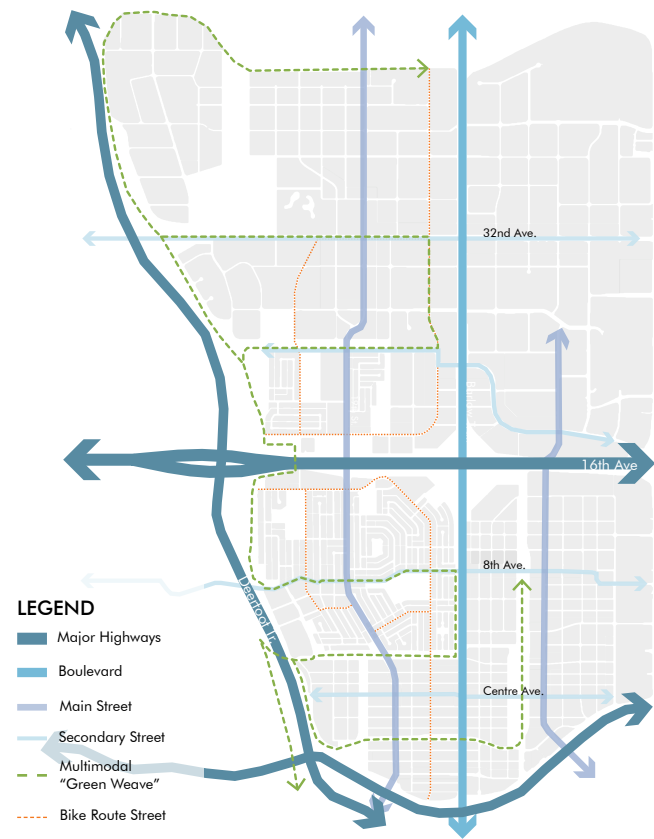 32nd Ave.
16th Ave
8th Ave.
Deerfoot Tr.
Centre Ave.
LEGEND
Major Highways
Boulevard
Main Street
Secondary Street
Multimodal
“Green Weave”
Bike Route Street